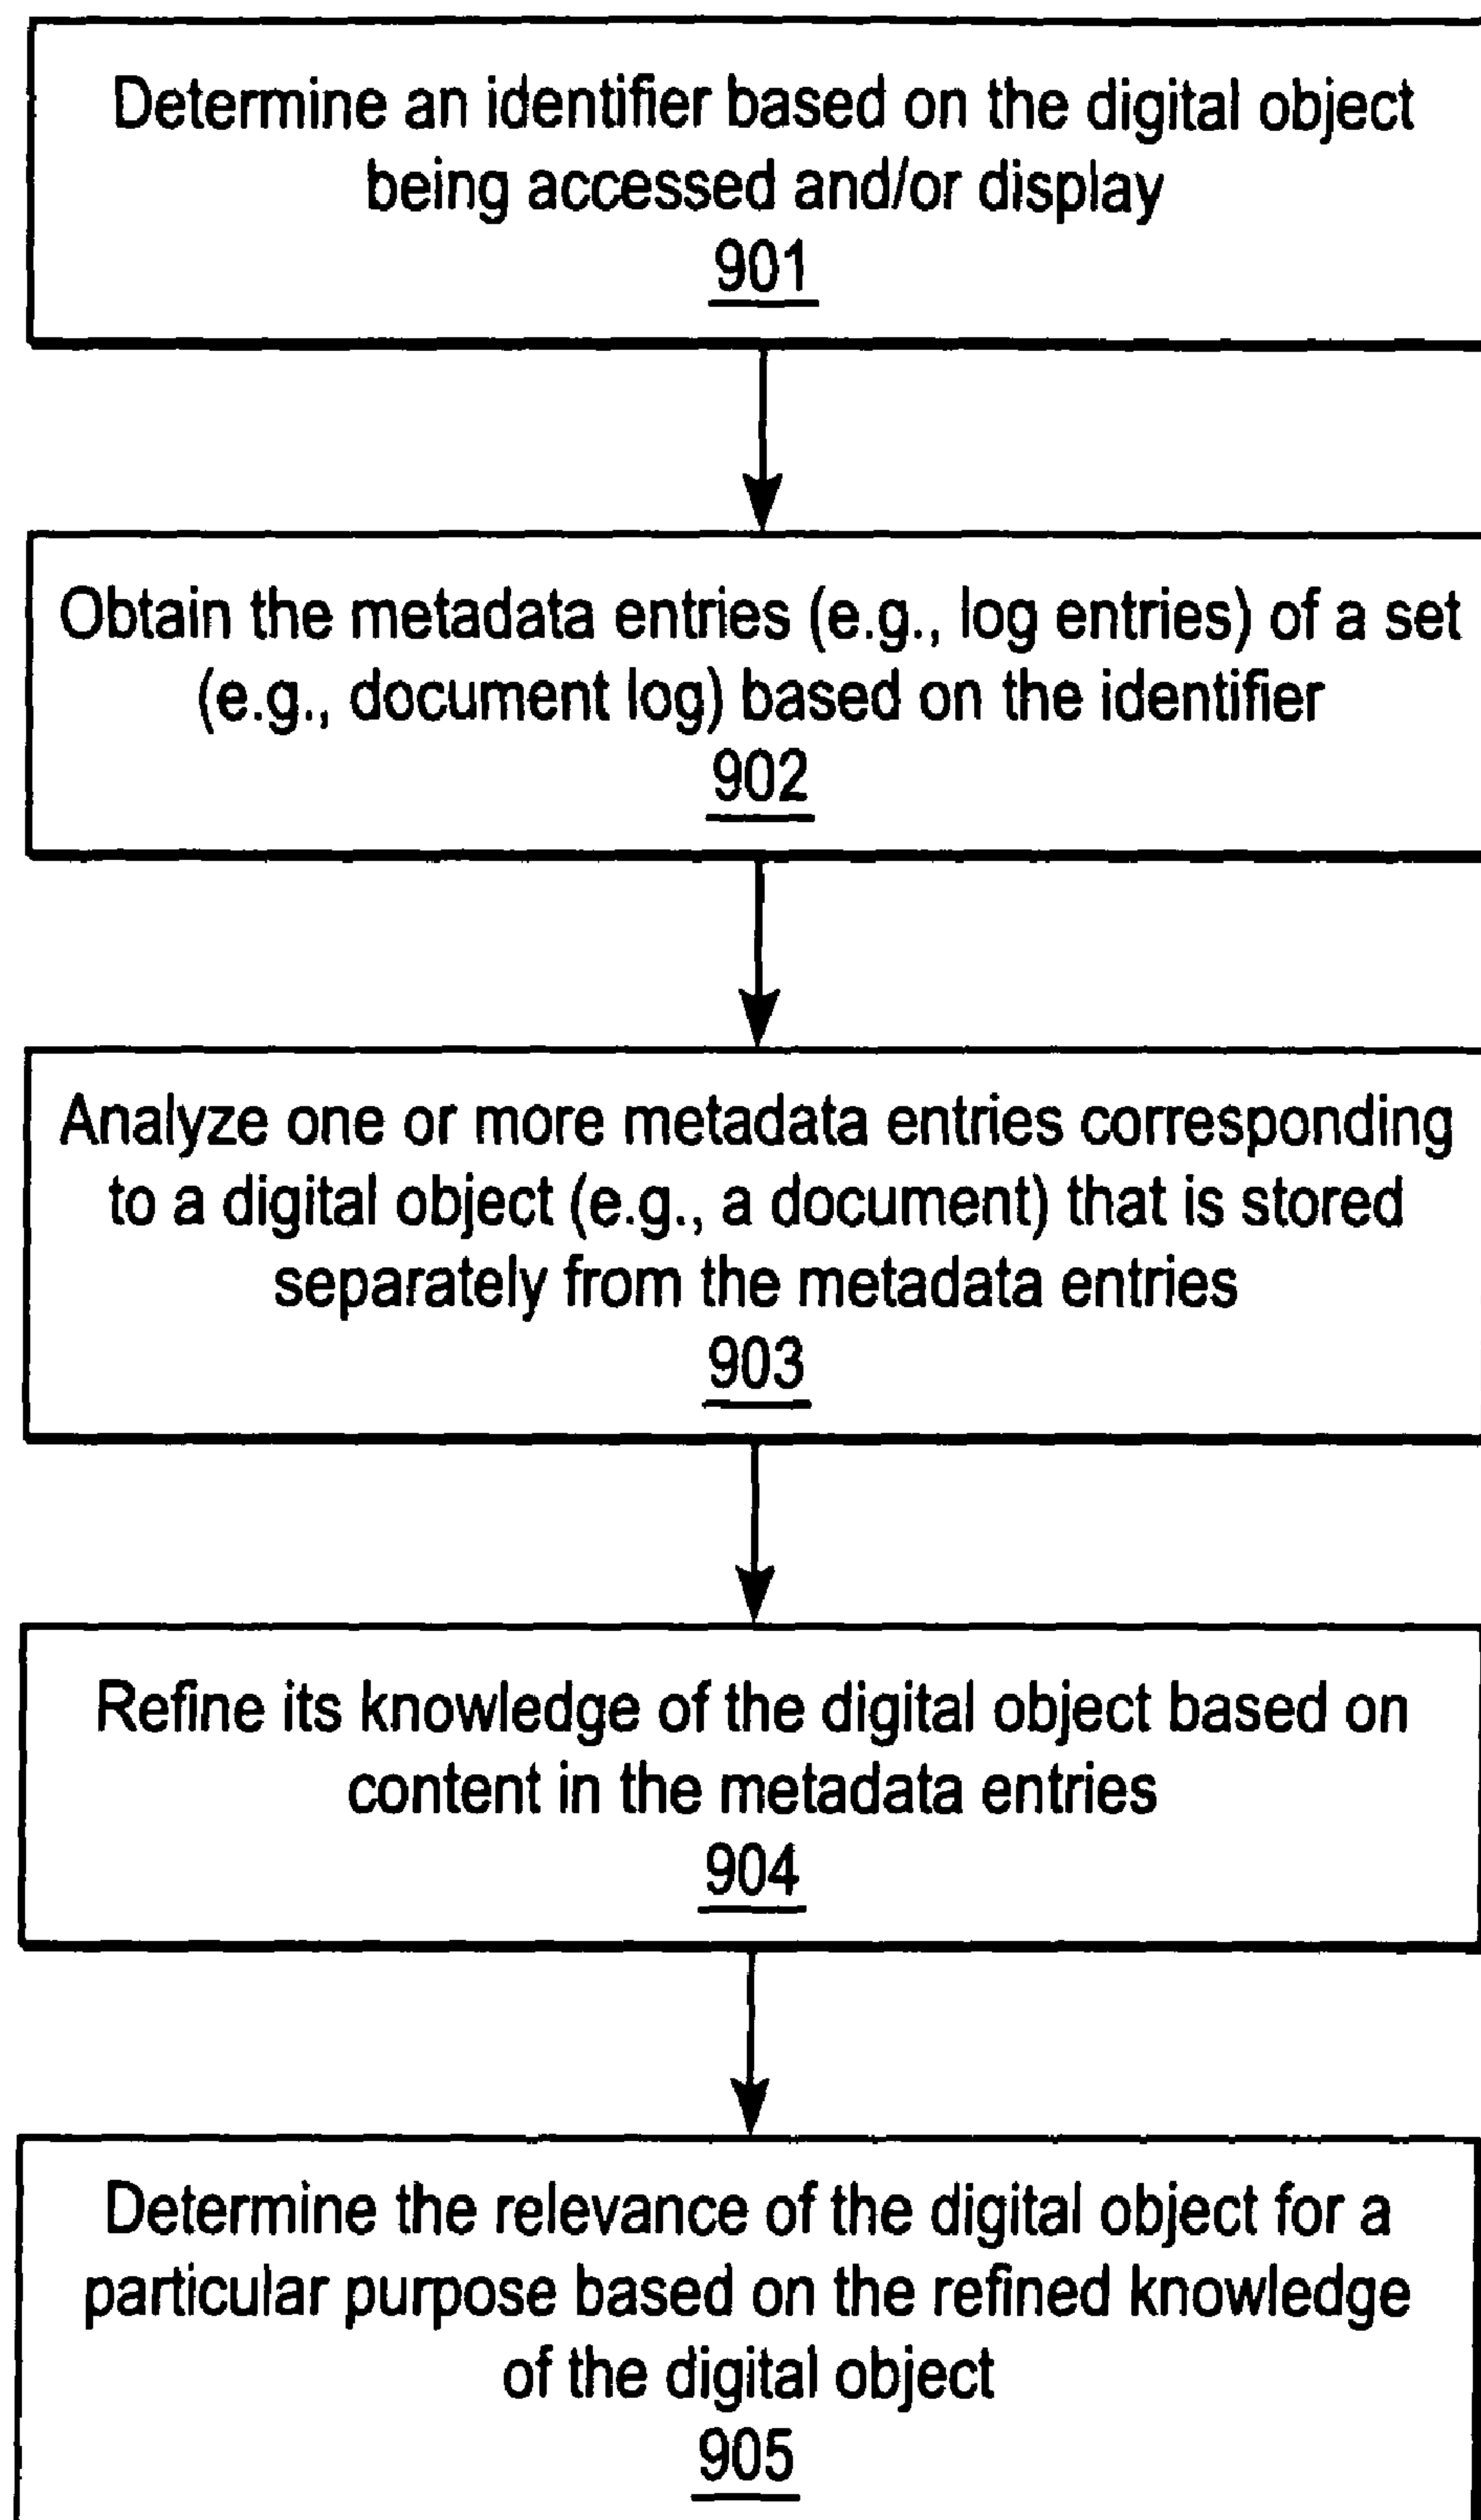 Determine an identifier based on the digital object
being accessed and/or display
901
Obtain the metadata entries (e.g., log entries) of a set
(e.g., document log) based on the identifier
902
Analyze one or more metadata entries corresponding
to a digital object (e.g., a document) that is stored
separately from the metadata entries
903
Refine its knowledge of the digital object based on
content in the metadata entries
904
Determine the relevance of the digital object for a
particular purpose based on the refined knowledge
of the digital object
905